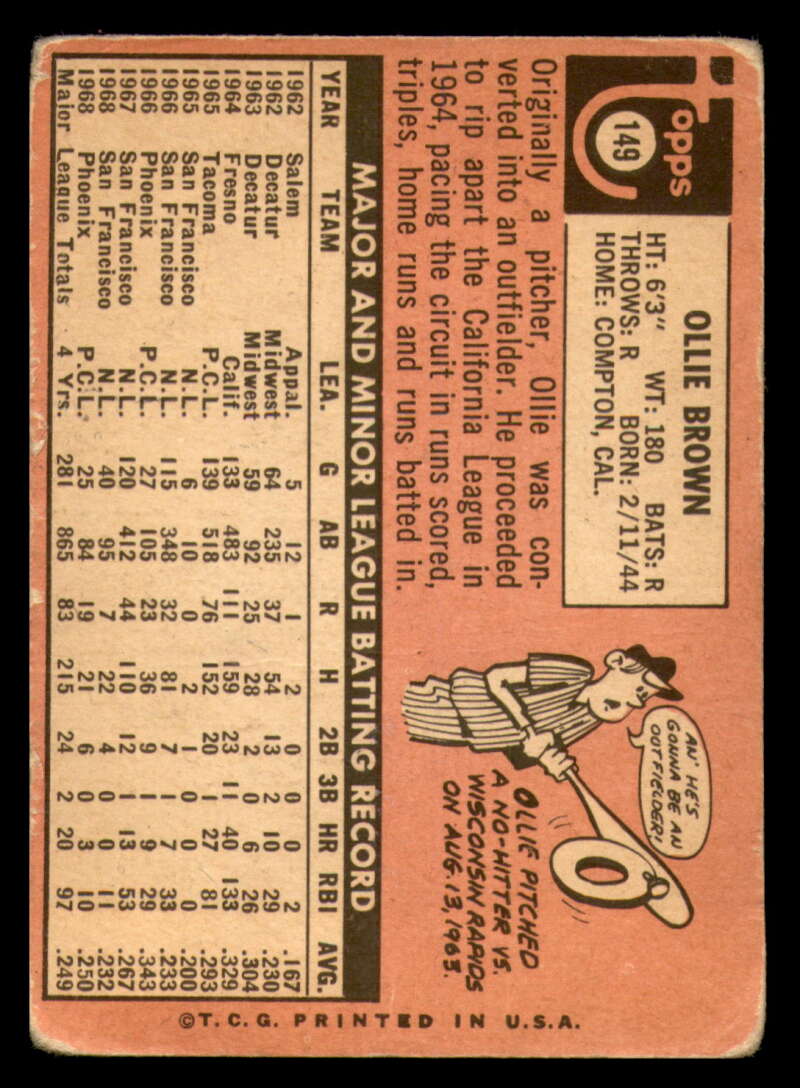 Topps
149
OLLIE BROWN
HT: 6'3" WT: 180 BATS: R
THROWS: R BORN: 2/11/44
HOME: COMPTON, CAL.
Originally a pitcher, Ollie was con-
verted into an outfielder. He proceeded
to rip apart the California League in
1964, pacing the circuit in runs scored,
triples, home runs and runs batted in.
AN' HE'S
GONNA BE AN
OUTFIELDER!
0
OLLIE PITCHED
A NO-HITTER VS.
WISCONSIN RAPIDS
ON AUG. 13, 1963.
MAJOR AND MINOR LEAGUE BATTING RECORD
YEAR TEAM LEA. G AB R H 2B 3B HR RBI AVG.
1962 Salem Appal. 5 12 1 2 0 0 0 2 .167
1962 Decatur Midwest 64 235 37 54 13 2 10 29 .230
1963 Decatur Midwest 59 92 25 28 2 0 6 26 .304
1964 Fresno Calif. 133 483 111 159 23 11 40 133 .329
1965 Tacoma P.C.L. 139 518 76 152 20 1 27 81 .293
1965 San Francisco N.L. 6 10 0 2 1 0 0 0 .200
1966 San Francisco N.L. 115 348 32 81 7 1 7 33 .233
1966 Phoenix P.C.L. 27 105 23 36 9 1 9 29 .343
1967 San Francisco N.L. 120 412 44 110 12 1 13 53 .267
1968 San Francisco N.L. 40 95 7 22 4 0 0 11 .232
1968 Phoenix P.C.L. 25 84 19 21 6 0 3 10 .250
Major League Totals 4 Yrs. 281 865 83 215 24 2 20 97 .249
©T.C.G. PRINTED IN U.S.A.